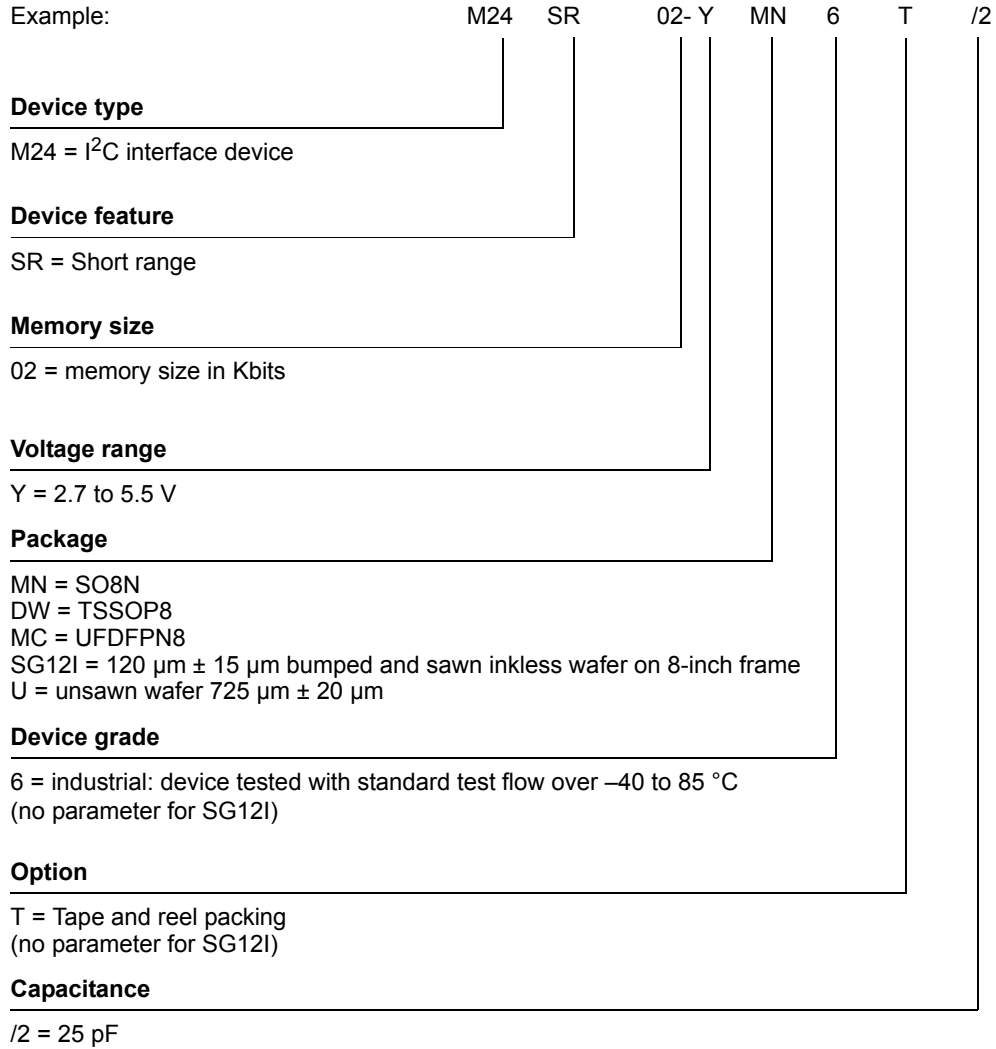 Example: M24 SR 02- Y MN 6 T /2
Device type
M24 = I²C interface device
Device feature
SR = Short range
Memory size
02 = memory size in Kbits
Voltage range
Y = 2.7 to 5.5 V
Package
MN = SO8N
DW = TSSOP8
MC = UFDFPN8
SG12I = 120 µm ± 15 µm bumped and sawn inkless wafer on 8-inch frame
U = unsawn wafer 725 µm ± 20 µm
Device grade
6 = industrial: device tested with standard test flow over –40 to 85 °C
(no parameter for SG12I)
Option
T = Tape and reel packing
(no parameter for SG12I)
Capacitance
/2 = 25 pF